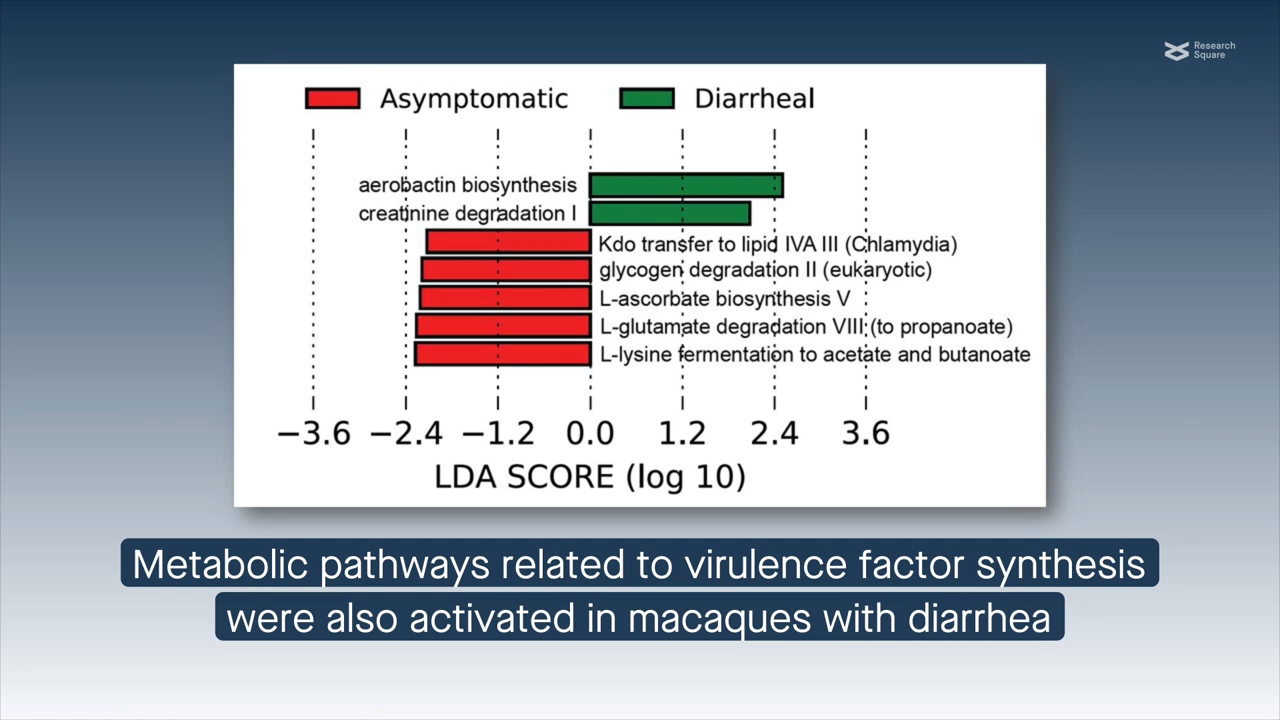 Research
Square
Asymptomatic
Diarrheal
aerobactin biosynthesis
creatinine degradation I
Kdo transfer to lipid IVA III (Chlamydia)
glycogen degradation II (eukaryotic)
L-ascorbate biosynthesis V
L-glutamate degradation VIII (to propanoate)
L-lysine fermentation to acetate and butanoate
−3.6 −2.4 −1.2 0.0 1.2 2.4 3.6
LDA SCORE (log 10)
Metabolic pathways related to virulence factor synthesis
were also activated in macaques with diarrhea